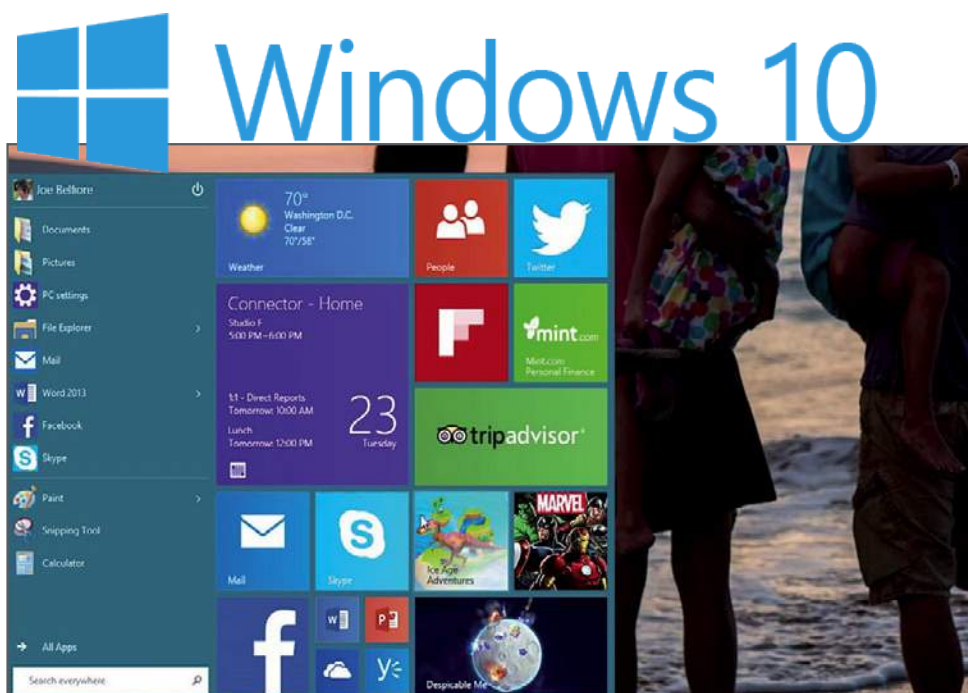 Windows 10
Joe Belfiore
Documents
Pictures
PC settings
File Explorer
Mail
Word 2013
Facebook
Skype
Paint
Snipping Tool
Calculator
All Apps
Search everywhere
70°
Washington D.C.
Clear
70°/58°
Weather
People
Twitter
Connector - Home
Studio F
5:00 PM–6:00 PM
1:1 - Direct Reports
Tomorrow: 10:00 AM
Lunch
Tomorrow: 12:00 PM
23
Tuesday
mint.com
Mint.com
Personal Finance
tripadvisor
Mail
Skype
Ice Age
Adventures
MARVEL
Despicable Me